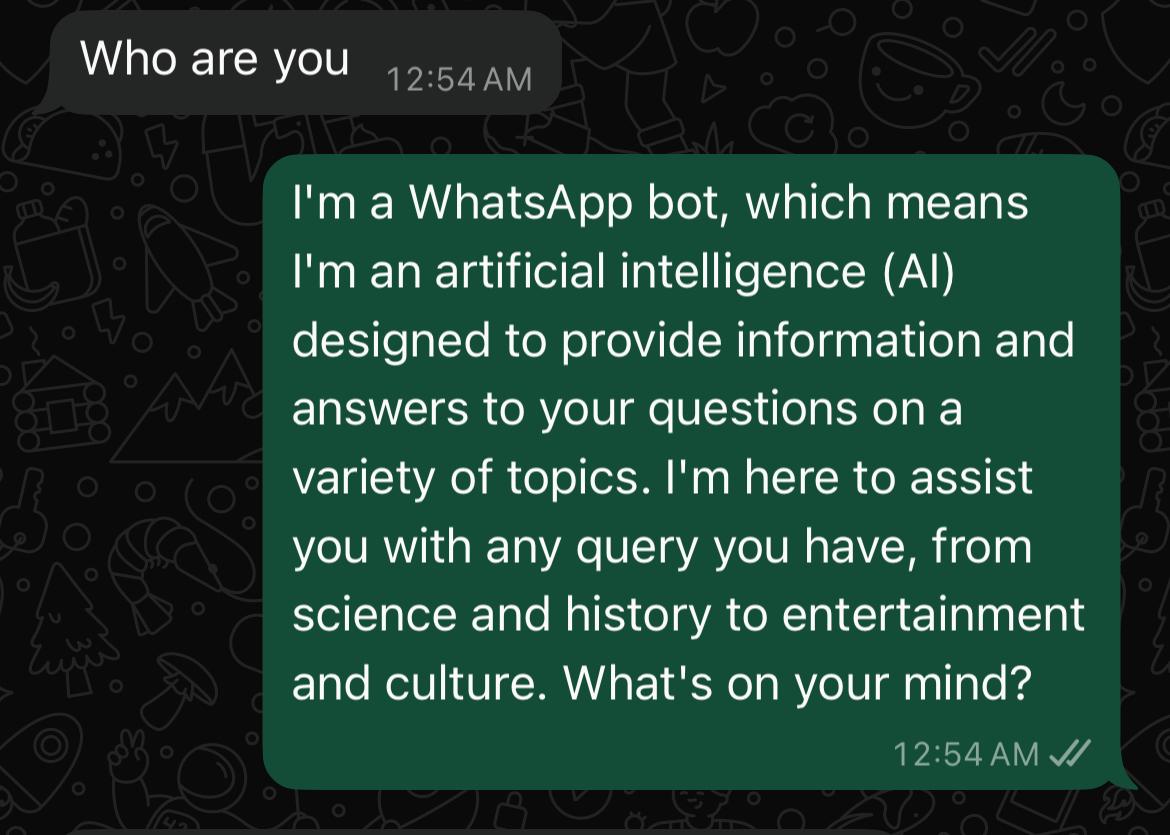 Who are you
12:54 AM
I'm a WhatsApp bot, which means
I'm an artificial intelligence (AI)
designed to provide information and
answers to your questions on a
variety of topics. I'm here to assist
you with any query you have, from
science and history to entertainment
and culture. What's on your mind?
12:54 AM